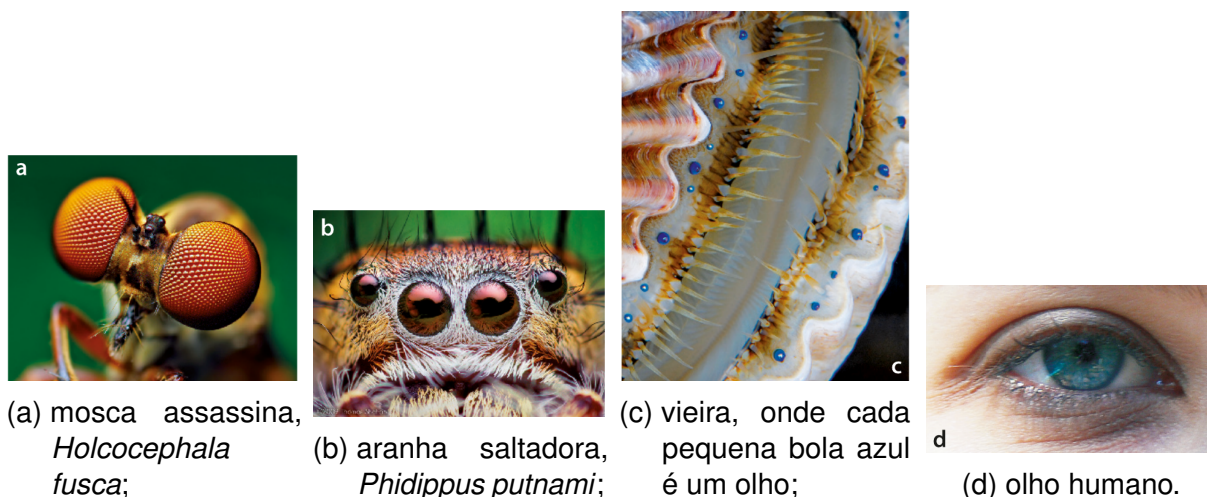 a
(a) mosca assassina,
Holcocephala
fusca;
b
(b) aranha saltadora,
Phidippus putnami;
c
(c) vieira, onde cada
pequena bola azul
é um olho;
d
(d) olho humano.